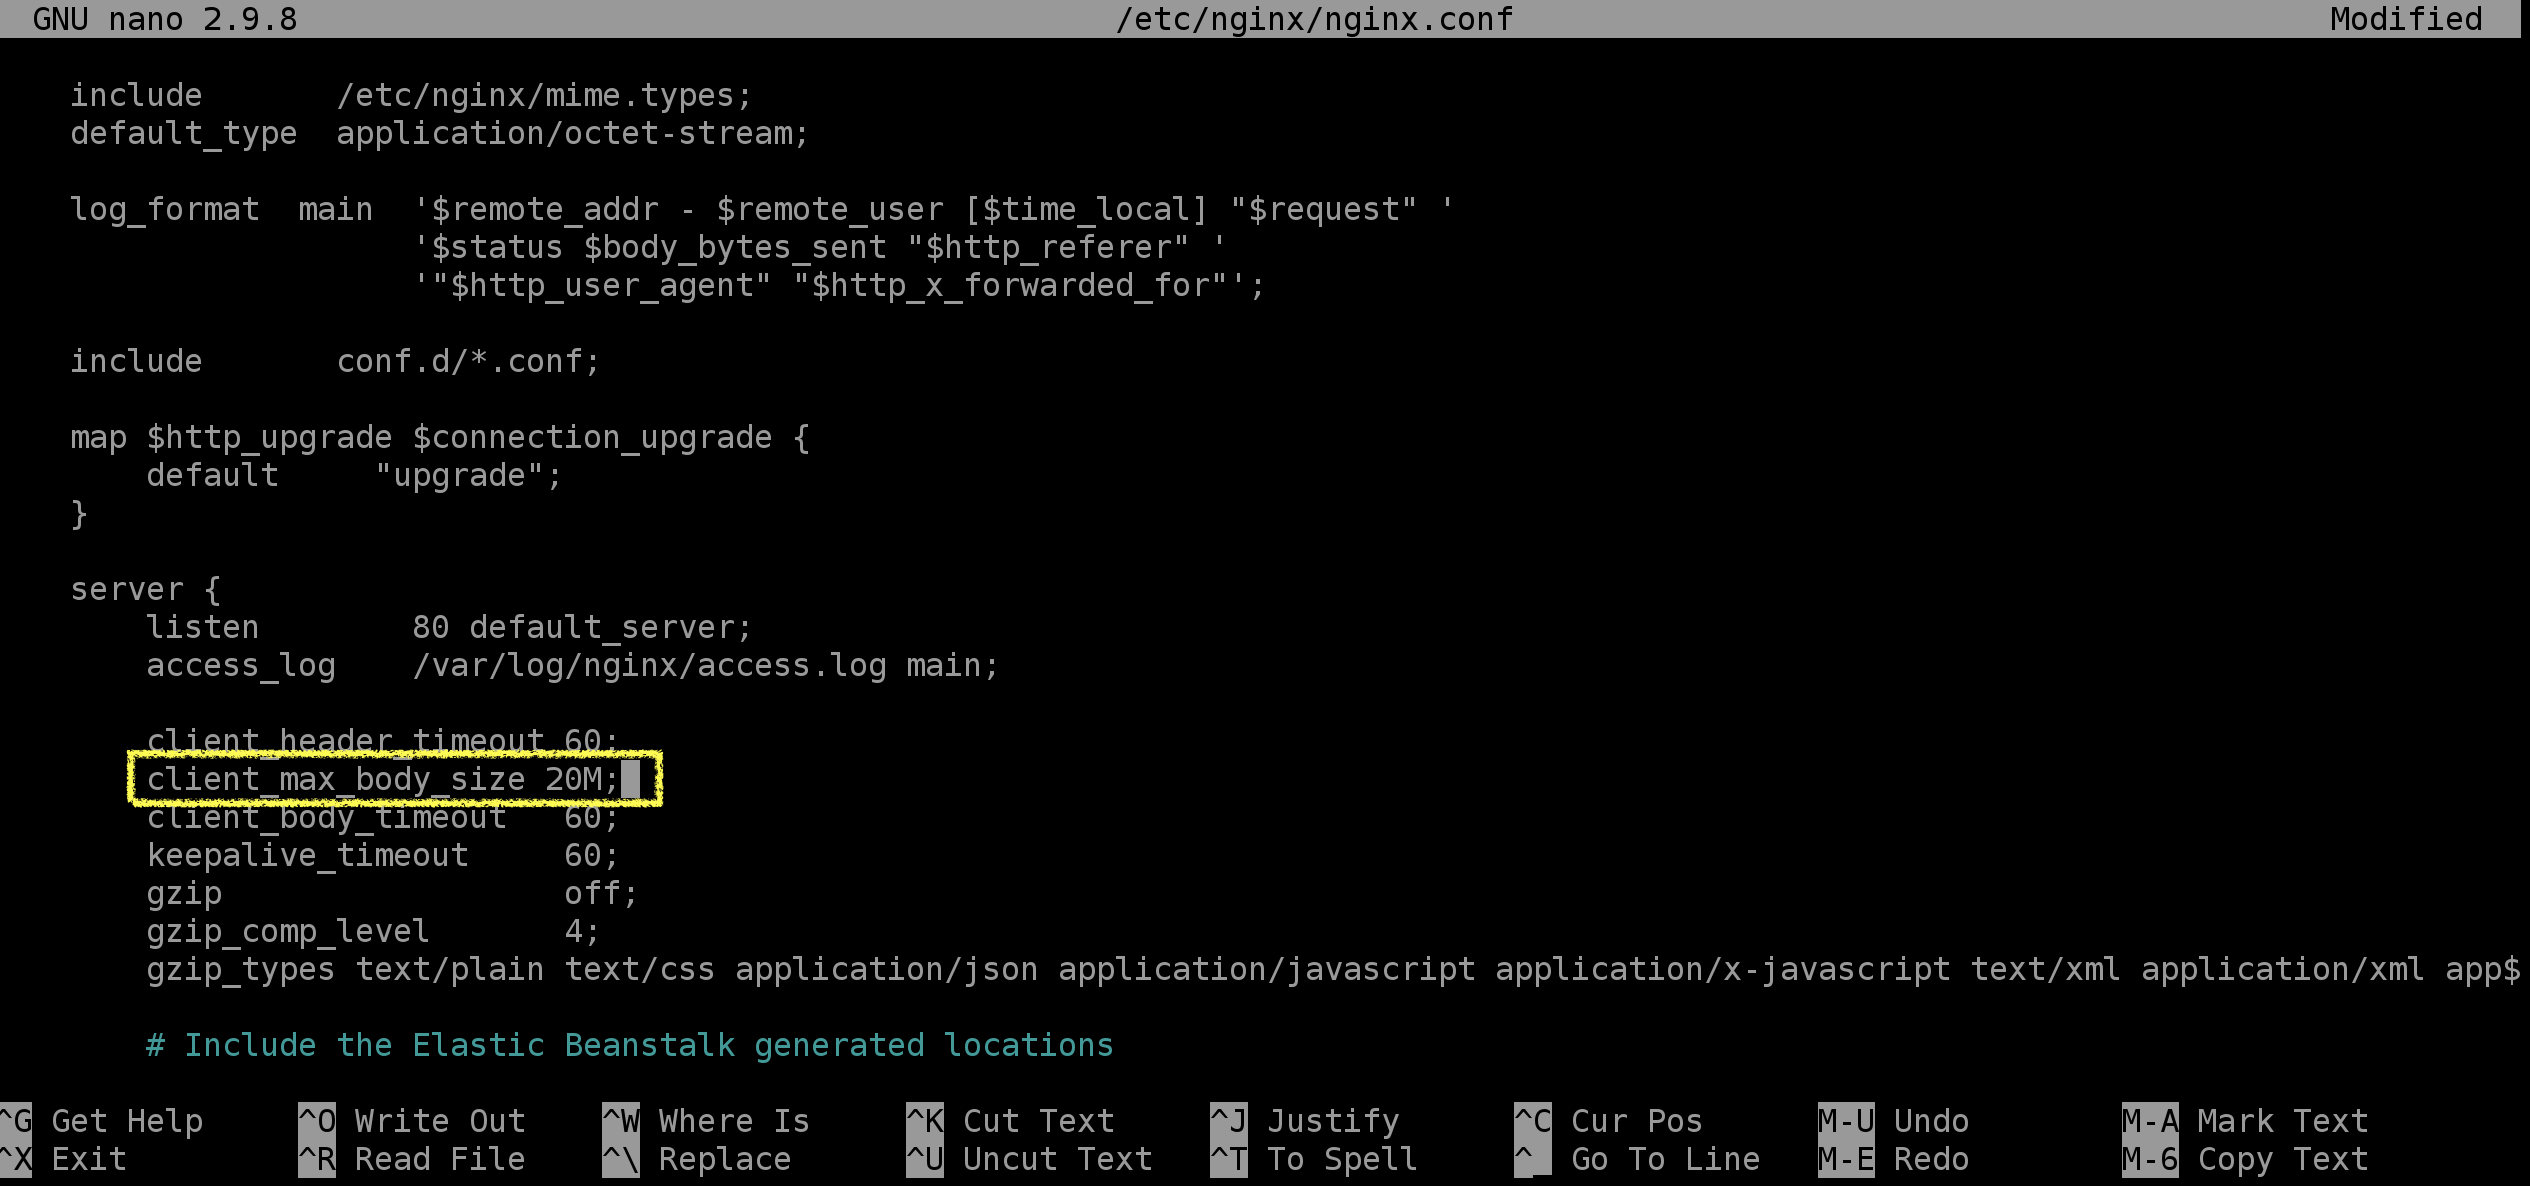 GNU nano 2.9.8 /etc/nginx/nginx.conf Modified
include /etc/nginx/mime.types;
default_type application/octet-stream;
log_format main '$remote_addr - $remote_user [$time_local] "$request" '
'$status $body_bytes_sent "$http_referer" '
'"$http_user_agent" "$http_x_forwarded_for"';
include conf.d/*.conf;
map $http_upgrade $connection_upgrade {
default "upgrade";
}
server {
listen 80 default_server;
access_log /var/log/nginx/access.log main;
client_header_timeout 60;
client_max_body_size 20M;
client_body_timeout 60;
keepalive_timeout 60;
gzip off;
gzip_comp_level 4;
gzip_types text/plain text/css application/json application/javascript application/x-javascript text/xml application/xml app$
# Include the Elastic Beanstalk generated locations
^G Get Help ^O Write Out ^W Where Is ^K Cut Text ^J Justify ^C Cur Pos M-U Undo M-A Mark Text
^X Exit ^R Read File ^\ Replace ^U Uncut Text ^T To Spell ^_ Go To Line M-E Redo M-6 Copy Text